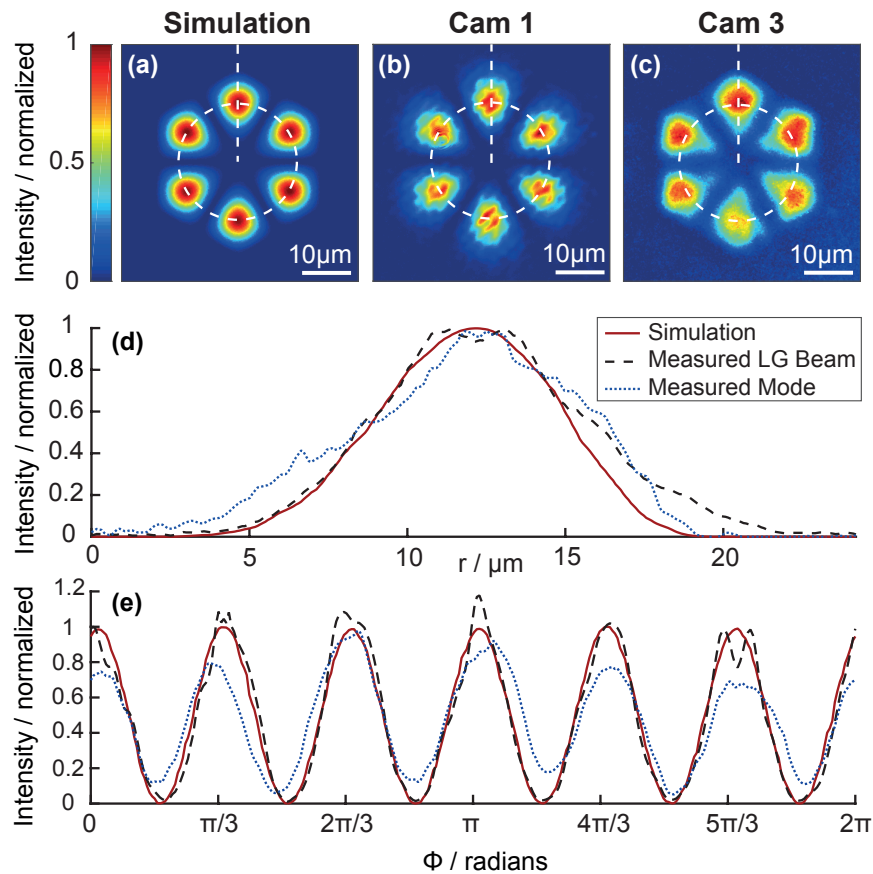 Simulation Cam 1 Cam 3
Intensity / normalized
1
0.5
0
(a)
10µm
(b)
10µm
(c)
10µm
(d)
Intensity / normalized
1
0.8
0.6
0.4
0.2
0
Simulation
Measured LG Beam
Measured Mode
0 5 10 15 20
r / µm
(e)
Intensity / normalized
1.2
1
0.8
0.6
0.4
0.2
0
0 π/3 2π/3 π 4π/3 5π/3 2π
Φ / radians